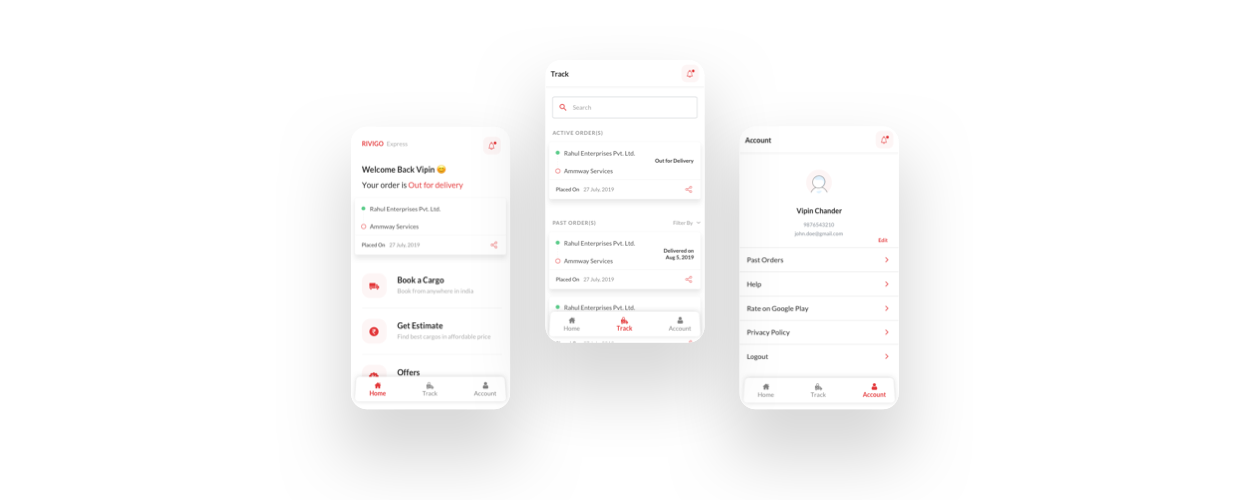 RIVIGO Express
Welcome Back Vipin 😊
Your order is Out for delivery
Rahul Enterprises Pvt. Ltd.
Ammway Services
Placed On 27 July, 2019
Book a Cargo
Book from anywhere in India
Get Estimate
Find best cargos in affordable price
Offers
Home Track Account
Track
Search
ACTIVE ORDER(S)
Rahul Enterprises Pvt. Ltd.
Out for Delivery
Ammway Services
Placed On 27 July, 2019
PAST ORDER(S) Filter By
Rahul Enterprises Pvt. Ltd.
Delivered on
Aug 5, 2019
Ammway Services
Placed On 27 July, 2019
Rahul Enterprises Pvt. Ltd.
Home Track Account
Account
Vipin Chander
9876543210
john.doe@gmail.com
Edit
Past Orders
Help
Rate on Google Play
Privacy Policy
Logout
Home Track Account